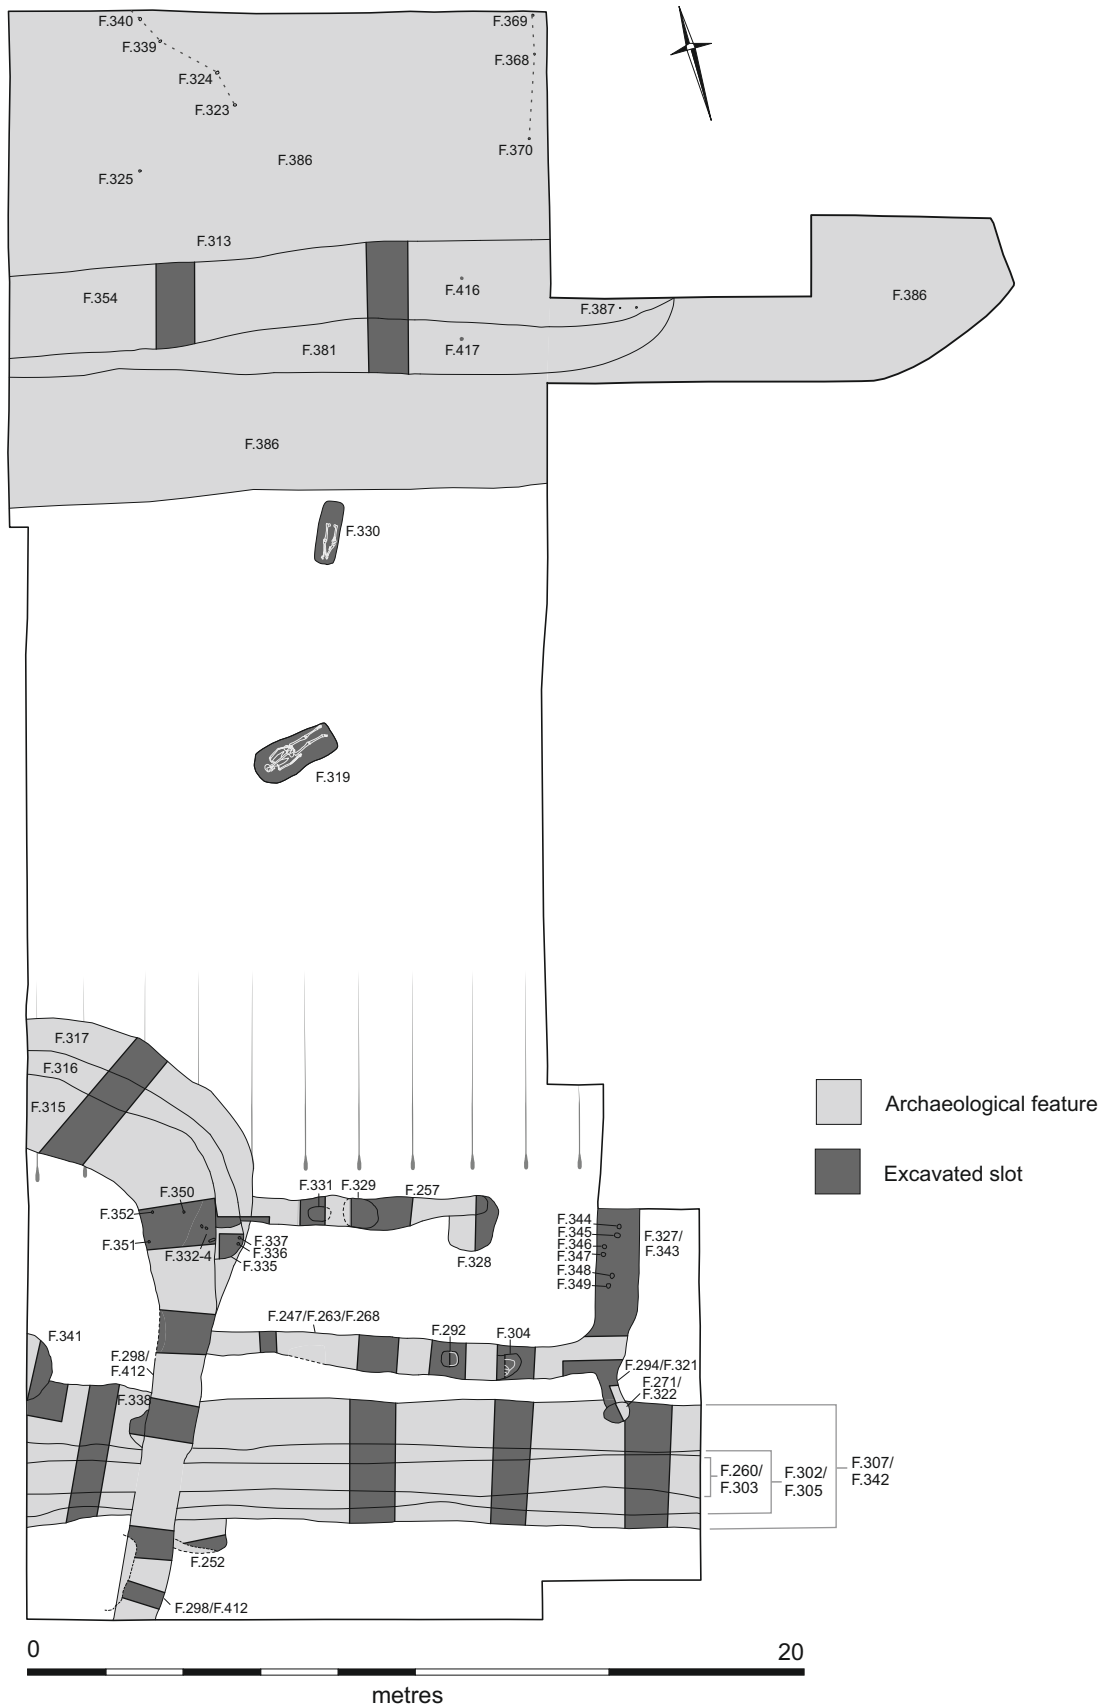 F.340
F.369
F.339
F.368
F.324
F.323
F.370
F.386
F.325
F.313
F.354
F.416
F.387
F.386
F.381
F.417
F.386
F.330
F.319
F.317
F.316
F.315
Archaeological feature
Excavated slot
F.350
F.331
F.329
F.257
F.352
F.344
F.345
F.346
F.347
F.348
F.349
F.327/
F.343
F.351
F.332-4
F.337
F.336
F.335
F.328
F.247/F.263/F.268
F.292
F.304
F.341
F.298/
F.412
F.294/F.321
F.271/
F.322
F.338
F.260/
F.303
F.302/
F.305
F.307/
F.342
F.252
F.298/F.412
0
20
metres